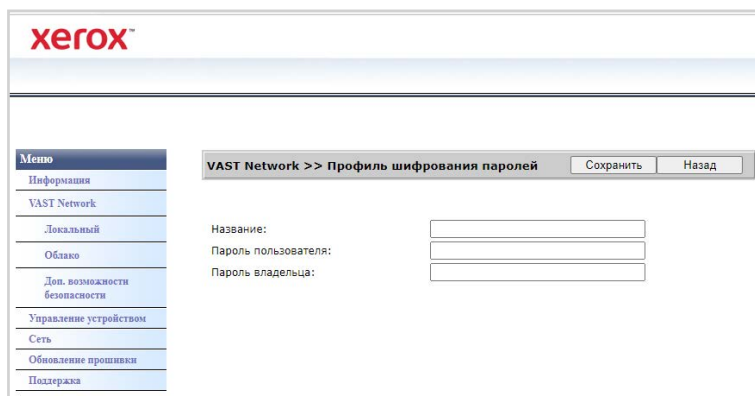 xerox™
Меню
Информация
VAST Network
Локальный
Облако
Доп. возможности
безопасности
Управление устройством
Сеть
Обновление прошивки
Поддержка
VAST Network >> Профиль шифрования паролей
Сохранить
Назад
Название:
Пароль пользователя:
Пароль владельца: